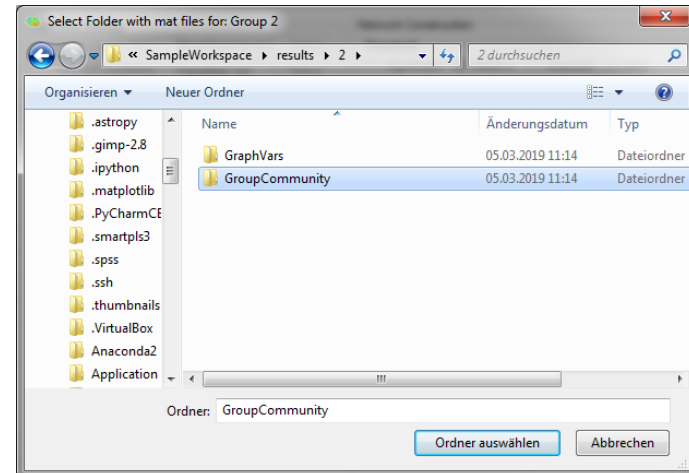 Select Folder with mat files for: Group 2
« SampleWorkspace results 2
2 durchsuchen
Organisieren Neuer Ordner
Name Änderungsdatum Typ
.astropy
.gimp-2.8
.ipython
.matplotlib
.PyCharmCE
.smartpls3
.spss
.ssh
.thumbnails
.VirtualBox
Anaconda2
Application
GraphVars 05.03.2019 11:14 Dateiordner
GroupCommunity 05.03.2019 11:14 Dateiordner
Ordner: GroupCommunity
Ordner auswählen Abbrechen